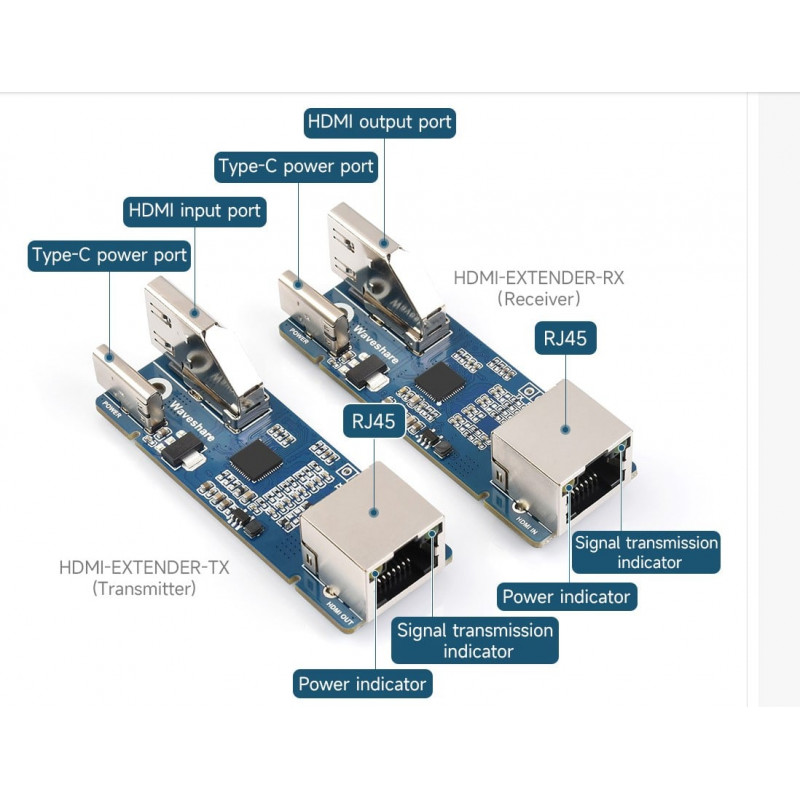 HDMI output port
Type-C power port
HDMI input port
Type-C power port
HDMI-EXTENDER-RX
(Receiver)
RJ45
POWER
Waveshare
RJ45
POWER
Waveshare
HDMI IN
Signal transmission
indicator
Power indicator
HDMI-EXTENDER-TX
(Transmitter)
HDMI OUT
Signal transmission
indicator
Power indicator